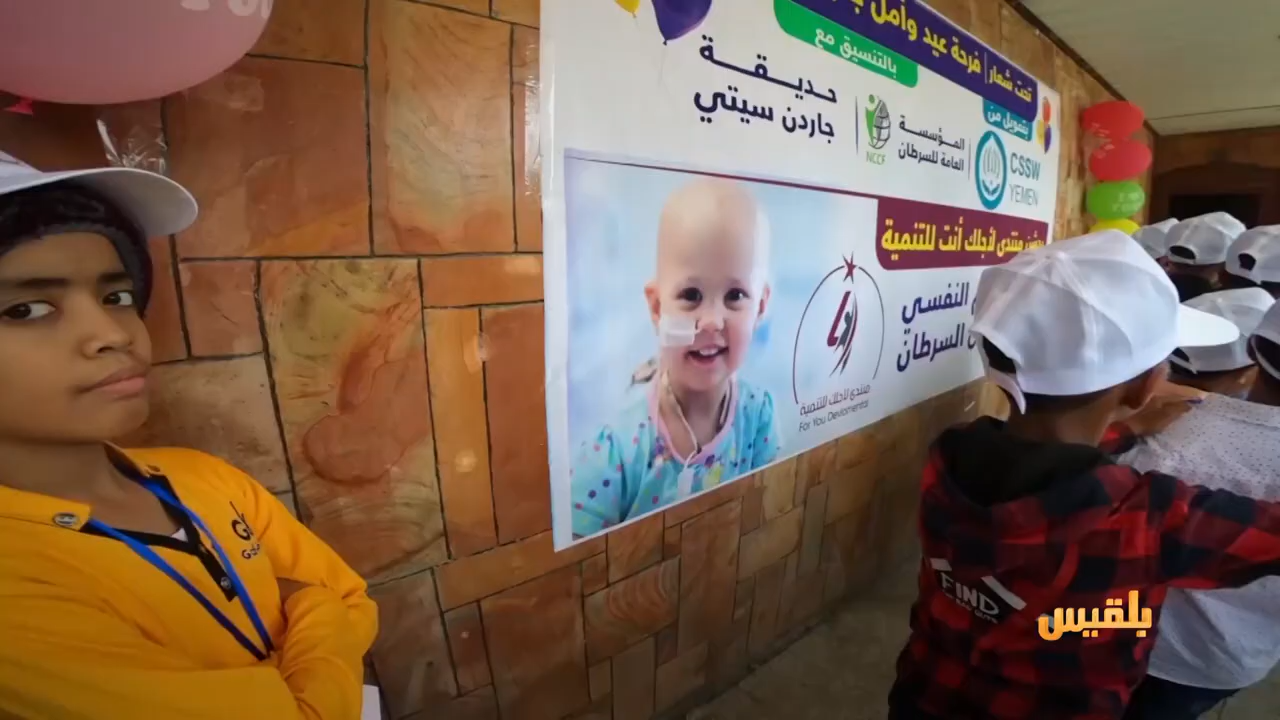 تحت شعار | فرحة عيد وأمل
بالتنسيق مع
بتمويل من
حديقة
جاردن سيتي
المؤسسة
العامة للسرطان
NCCF
CSSW
YEMEN
منتدى لأجلك أنت للتنمية
النفسي
السرطان
منتدى لأجلك للتنمية
For You
FIND
بلقيس